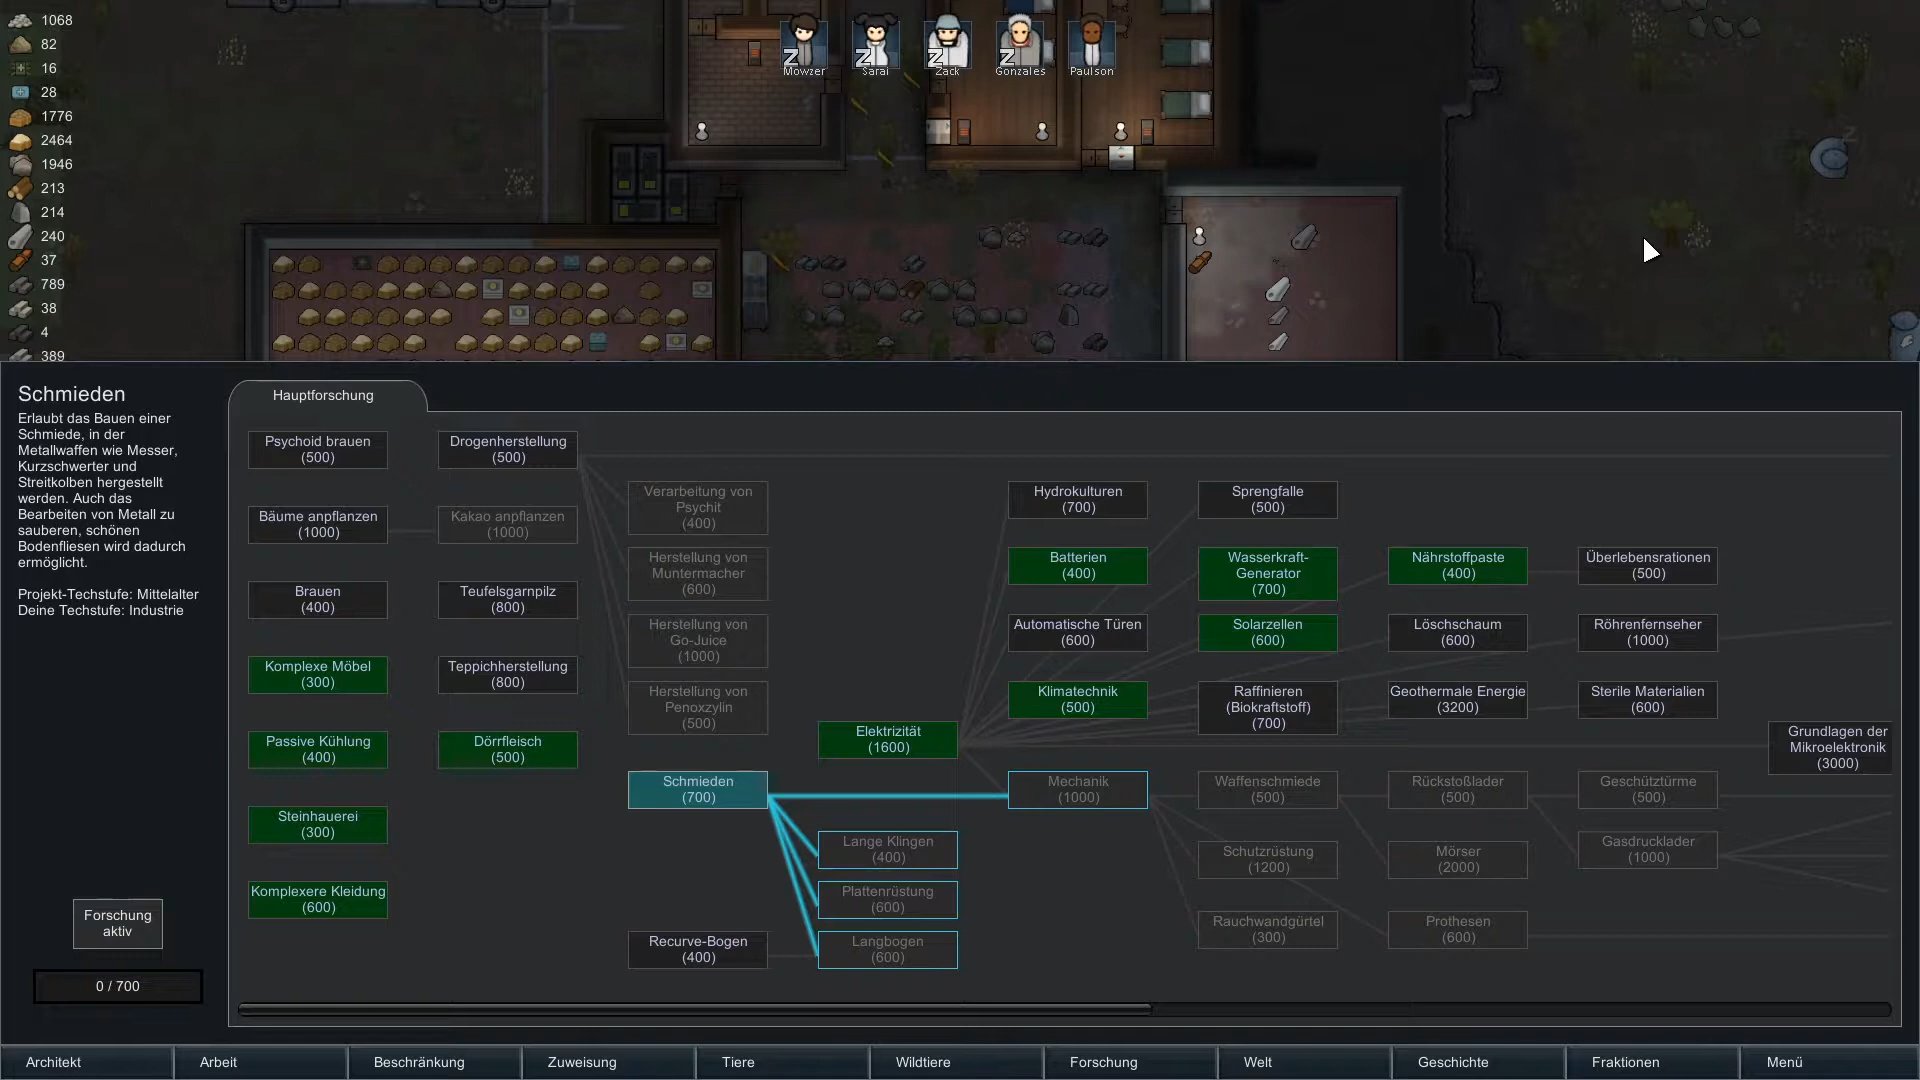 1068
82
16
28
1776
2464
1946
213
214
240
37
789
38
4
389
Mowzer
Sarai
Zack
Gonzales
Paulson
Schmieden
Erlaubt das Bauen einer
Schmiede, in der
Metallwaffen wie Messer,
Kurzschwerter und
Streitkolben hergestellt
werden. Auch das
Bearbeiten von Metall zu
sauberen, schönen
Bodenfliesen wird dadurch
ermöglicht.
Projekt-Techstufe: Mittelalter
Deine Techstufe: Industrie
Forschung
aktiv
0 / 700
Hauptforschung
Psychoid brauen
(500)
Drogenherstellung
(500)
Verarbeitung von
Psychit
(400)
Hydrokulturen
(700)
Sprengfalle
(500)
Bäume anpflanzen
(1000)
Kakao anpflanzen
(1000)
Herstellung von
Muntermacher
(600)
Batterien
(400)
Wasserkraft-
Generator
(700)
Nährstoffpaste
(400)
Überlebensrationen
(500)
Brauen
(400)
Teufelsgarnpilz
(800)
Herstellung von
Go-Juice
(1000)
Automatische Türen
(600)
Solarzellen
(600)
Löschschaum
(600)
Röhrenfernseher
(1000)
Komplexe Möbel
(300)
Teppichherstellung
(800)
Herstellung von
Penoxzylin
(500)
Klimatechnik
(500)
Raffinieren
(Biokraftstoff)
(700)
Geothermale Energie
(3200)
Sterile Materialien
(600)
Passive Kühlung
(400)
Dörrfleisch
(500)
Elektrizität
(1600)
Grundlagen der
Mikroelektronik
(3000)
Schmieden
(700)
Mechanik
(1000)
Waffenschmiede
(500)
Rückstoßlader
(500)
Geschütztürme
(500)
Steinhauerei
(300)
Lange Klingen
(400)
Schutzrüstung
(1200)
Mörser
(2000)
Gasdrucklader
(1000)
Komplexere Kleidung
(600)
Plattenrüstung
(600)
Recurve-Bogen
(400)
Langbogen
(600)
Rauchwandgürtel
(300)
Prothesen
(600)
Architekt
Arbeit
Beschränkung
Zuweisung
Tiere
Wildtiere
Forschung
Welt
Geschichte
Fraktionen
Menü